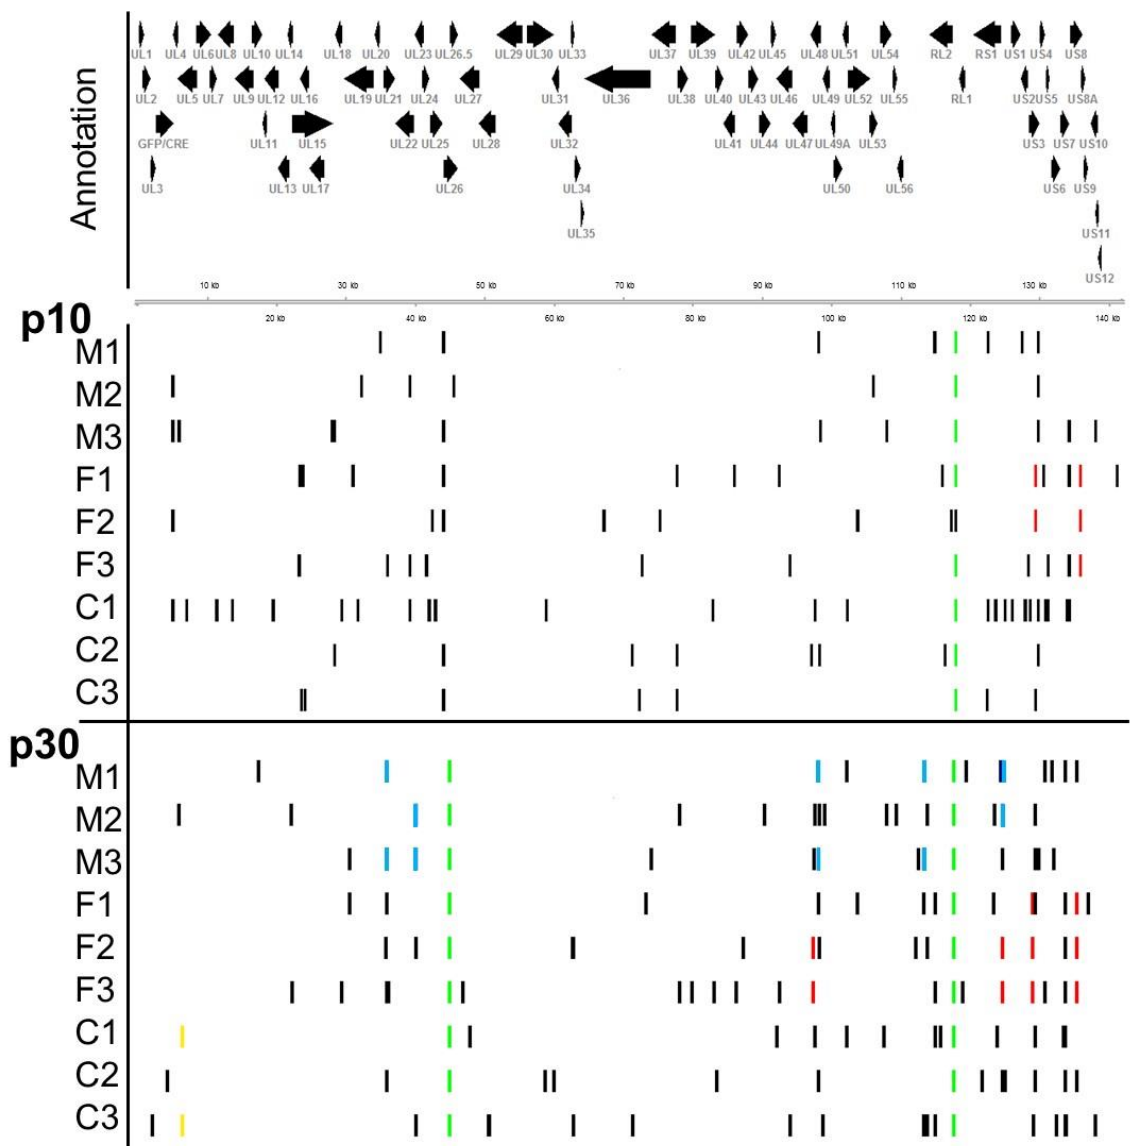 UL1 UL4 UL6 UL8 UL10 UL14 UL18 UL20 UL23 UL26.5 UL29 UL30 UL33 UL37 UL39 UL42 UL45 UL48 UL51 UL54 RL2 RS1 US1 US4 US8
UL2 UL5 UL7 UL9 UL12 UL16 UL19 UL21 UL24 UL27 UL31 UL36 UL38 UL40 UL43 UL46 UL49 UL52 UL55 RL1 US2 US5 US8A
GFP/CRE UL11 UL15 UL22 UL25 UL28 UL32 UL41 UL44 UL47 UL49A UL53 US3 US7 US10
UL3 UL13 UL17 UL26 UL34 UL50 UL56 US6 US9
UL35 US11
US12
Annotation
10 kb 30 kb 50 kb 70 kb 90 kb 110 kb 130 kb
20 kb 40 kb 60 kb 80 kb 100 kb 120 kb 140 kb
p10
M1
M2
M3
F1
F2
F3
C1
C2
C3
p30
M1
M2
M3
F1
F2
F3
C1
C2
C3